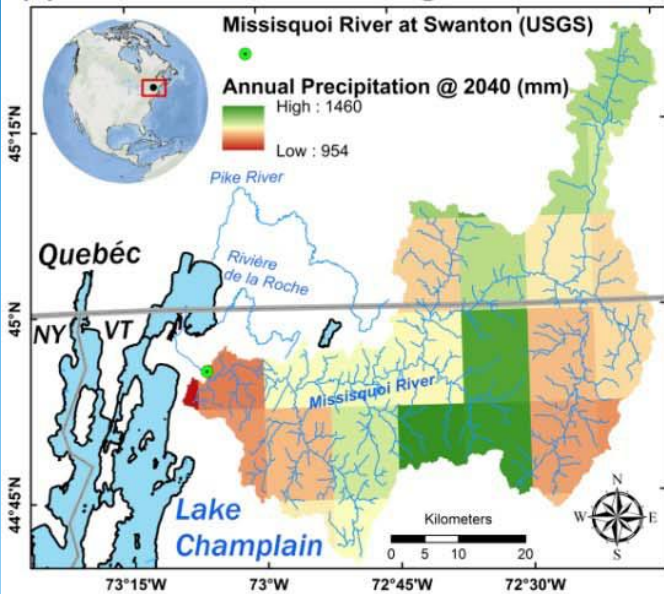 Missisquoi River at Swanton (USGS)
Annual Precipitation @ 2040 (mm)
High : 1460
Low : 954
45°15'N
45°N
44°45'N
Pike River
Rivière
de la Roche
Quebéc
NY
VT
Missisquoi River
Lake
Champlain
Kilometers
0 5 10 20
N
W
E
S
73°15'W
73°W
72°45'W
72°30'W